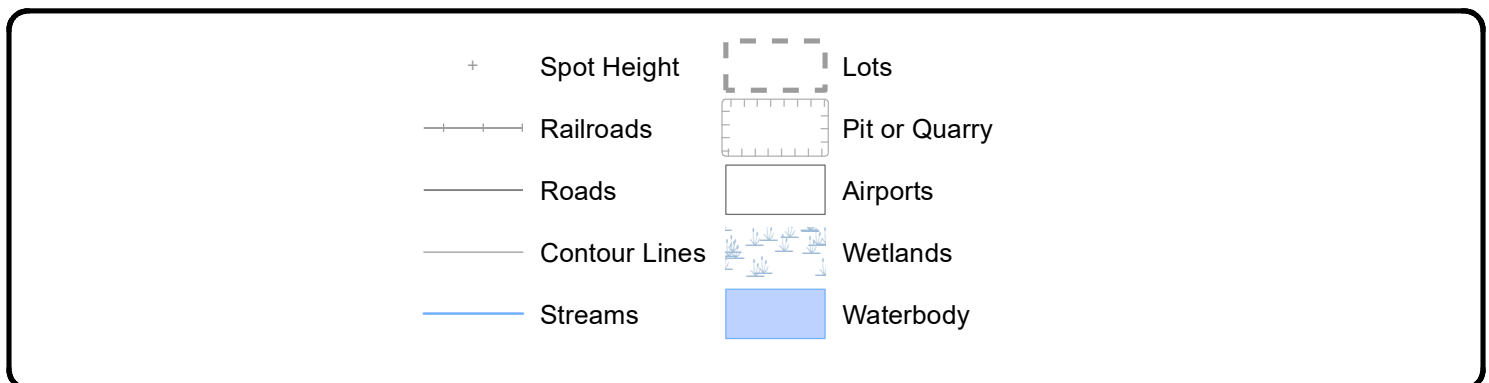 Spot Height
Railroads
Roads
Contour Lines
Streams
Lots
Pit or Quarry
Airports
Wetlands
Waterbody